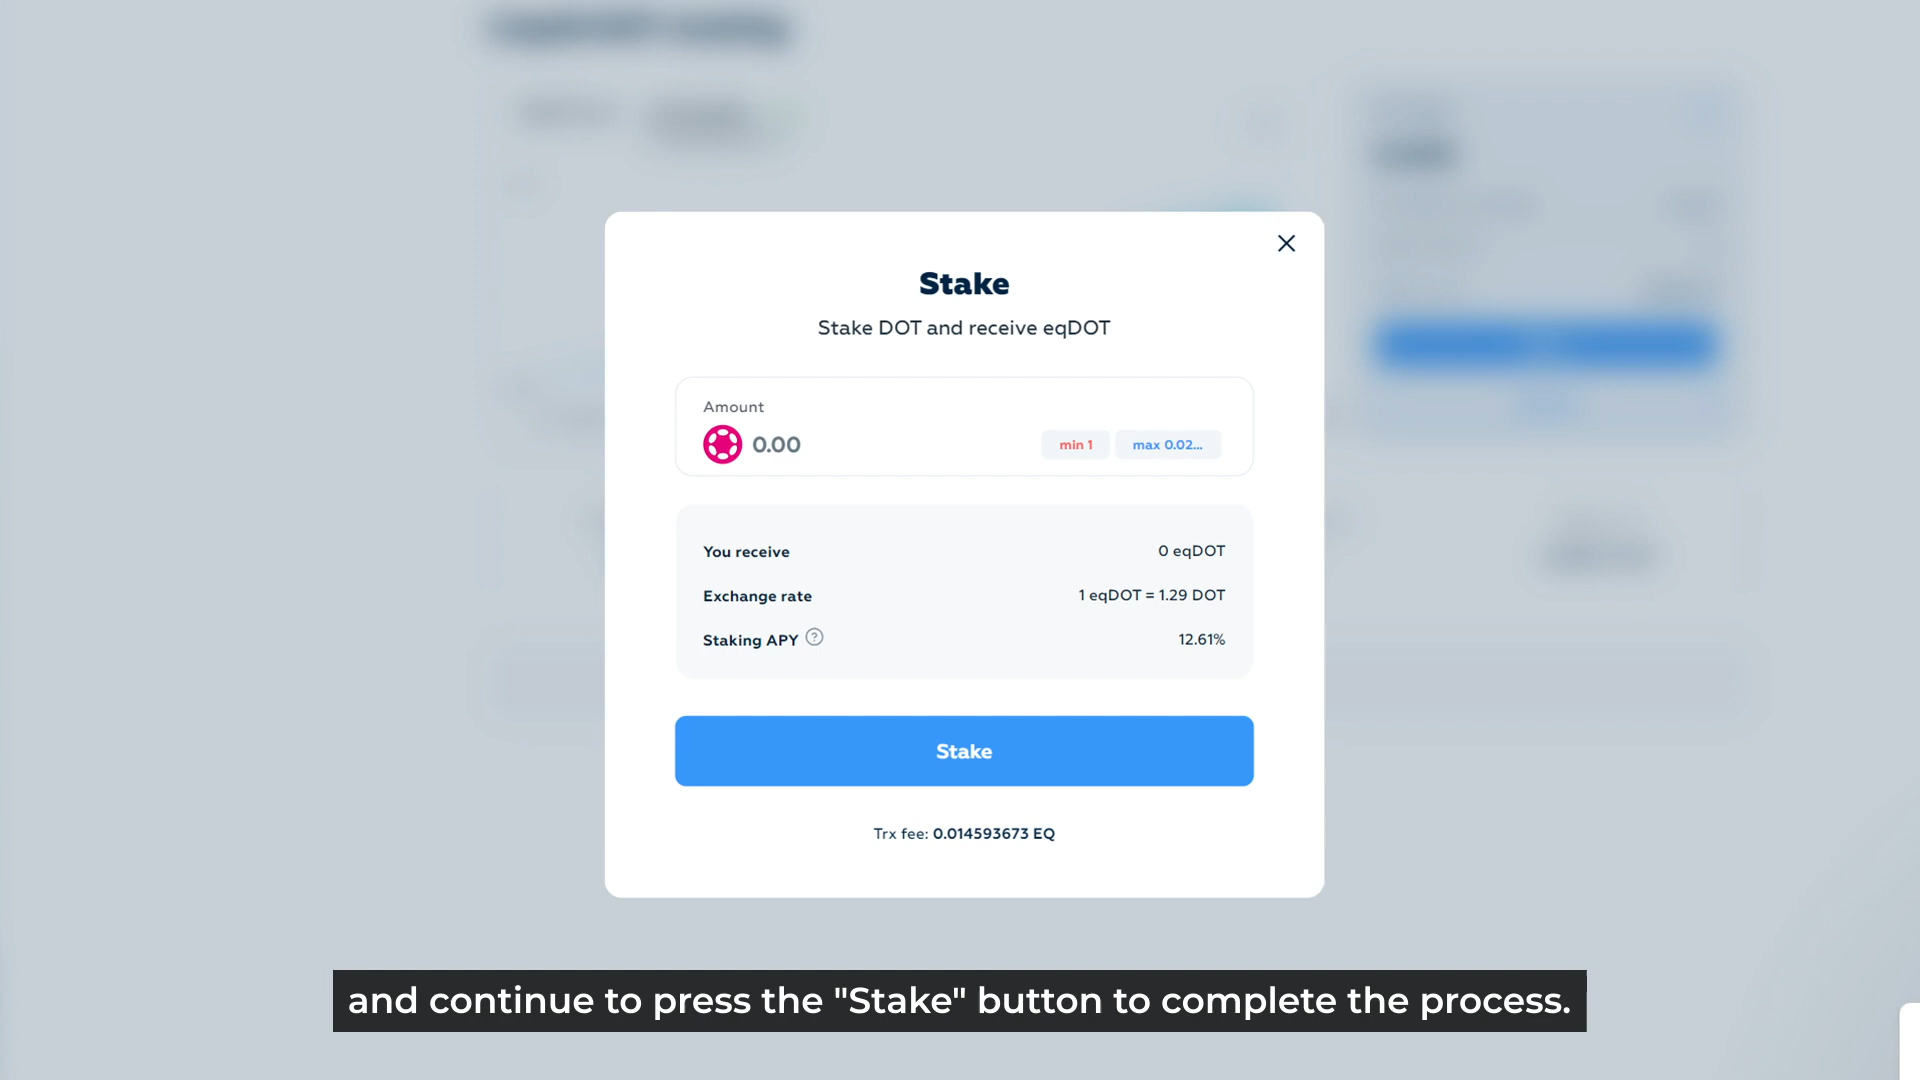 Stake
Stake DOT and receive eqDOT
Amount
0.00
min 1
max 0.02...
You receive
0 eqDOT
Exchange rate
1 eqDOT = 1.29 DOT
Staking APY ?
12.61%
Stake
Trx fee: 0.014593673 EQ
and continue to press the "Stake" button to complete the process.